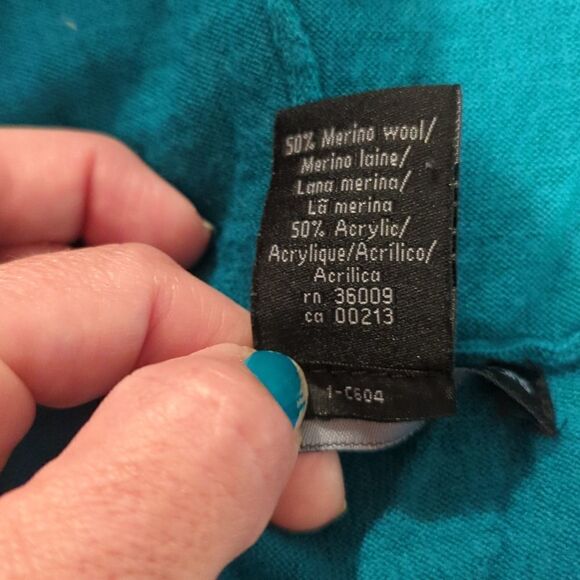 50% Merino wool/
Merino laine/
Lana merina/
Lã merina
50% Acrylic/
Acrylique/Acrílico/
Acrílica
rn 36009
ca 00213
1-C604